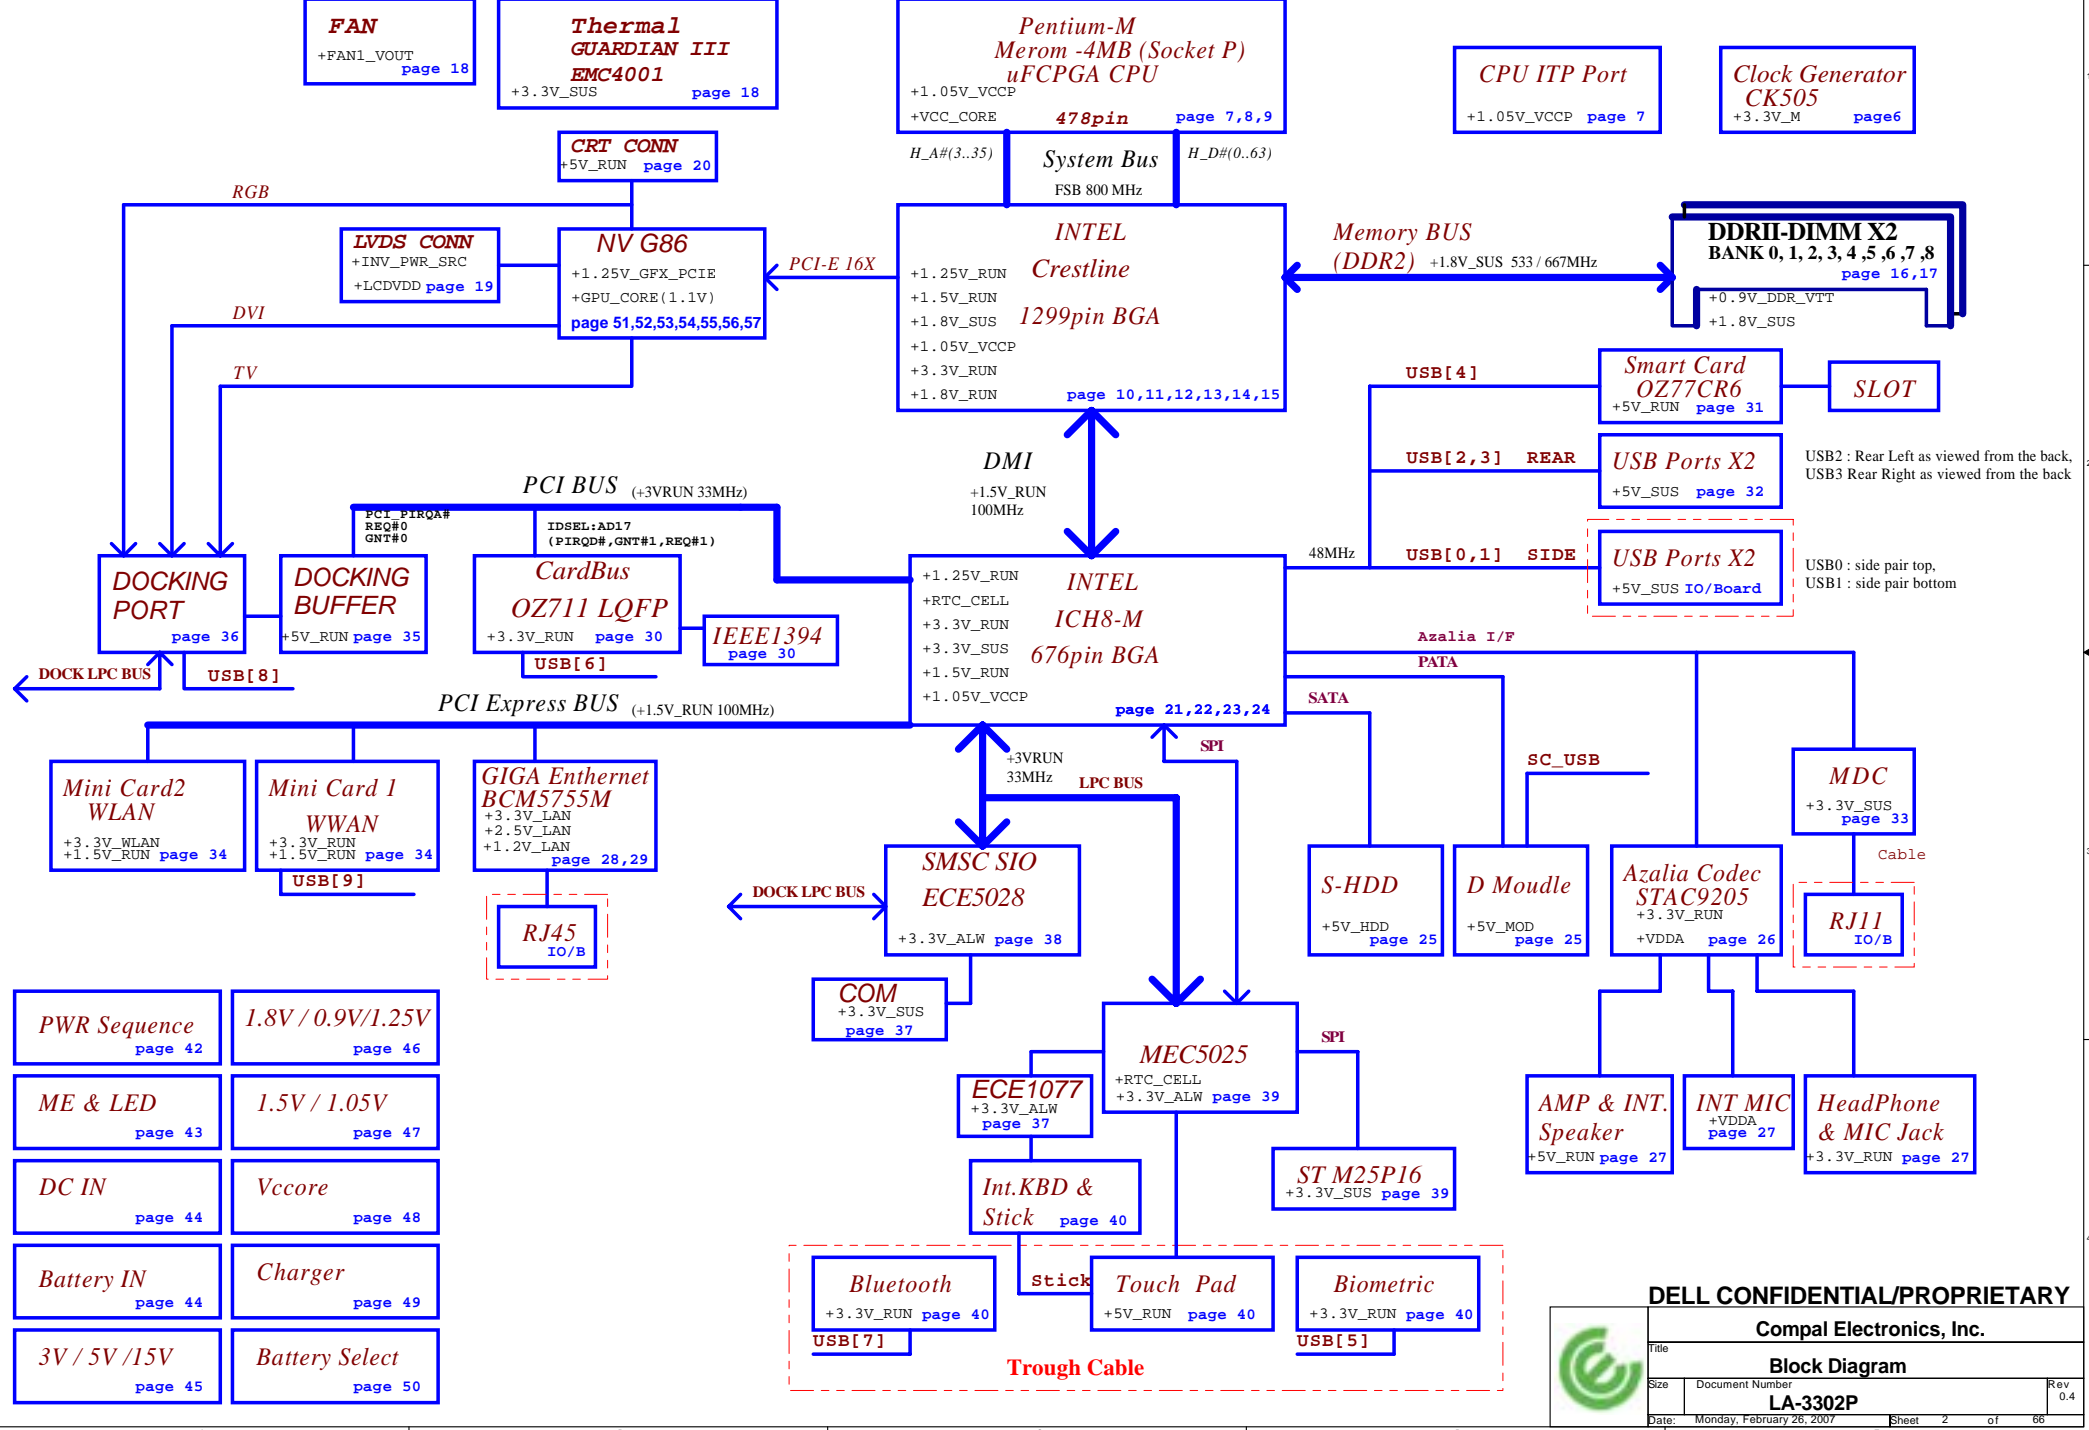 FAN
+FAN1_VOUT
page 18
Thermal
GUARDIAN III
EMC4001
+3.3V_SUS
page 18
Pentium-M
Merom -4MB (Socket P)
uFCPGA CPU
+1.05V_VCCP
+VCC_CORE
478pin
page 7,8,9
CPU ITP Port
+1.05V_VCCP page 7
Clock Generator
CK505
+3.3V_M
page6
CRT CONN
+5V_RUN page 20
H_A#(3..35)
System Bus
H_D#(0..63)
FSB 800 MHz
RGB
LVDS CONN
+INV_PWR_SRC
+LCDVDD page 19
NV G86
+1.25V_GFX_PCIE
+GPU_CORE(1.1V)
page 51,52,53,54,55,56,57
PCI-E 16X
INTEL
Crestline
1299pin BGA
+1.25V_RUN
+1.5V_RUN
+1.8V_SUS
+1.05V_VCCP
+3.3V_RUN
+1.8V_RUN
page 10,11,12,13,14,15
Memory BUS
(DDR2)
+1.8V_SUS 533 / 667MHz
DDRII-DIMM X2
BANK 0, 1, 2, 3, 4 ,5 ,6 ,7 ,8
page 16,17
+0.9V_DDR_VTT
+1.8V_SUS
DVI
TV
USB[4]
Smart Card
OZ77CR6
+5V_RUN page 31
SLOT
DMI
+1.5V_RUN
100MHz
USB[2,3] REAR
USB Ports X2
+5V_SUS page 32
USB2 : Rear Left as viewed from the back,
USB3 Rear Right as viewed from the back
PCI BUS
(+3VRUN 33MHz)
PCI_PIRQA#
REQ#0
GNT#0
IDSEL:AD17
(PIRQD#,GNT#1,REQ#1)
48MHz
USB[0,1] SIDE
USB Ports X2
+5V_SUS IO/Board
USB0 : side pair top,
USB1 : side pair bottom
DOCKING
PORT
page 36
DOCKING
BUFFER
+5V_RUN page 35
CardBus
OZ711 LQFP
+3.3V_RUN page 30
IEEE1394
page 30
INTEL
ICH8-M
676pin BGA
+1.25V_RUN
+RTC_CELL
+3.3V_RUN
+3.3V_SUS
+1.5V_RUN
+1.05V_VCCP
page 21,22,23,24
Azalia I/F
PATA
SATA
DOCK LPC BUS
USB[8]
USB[6]
PCI Express BUS
(+1.5V_RUN 100MHz)
+3VRUN
33MHz
SPI
LPC BUS
SC_USB
MDC
+3.3V_SUS
page 33
Cable
Mini Card2
WLAN
+3.3V_WLAN
+1.5V_RUN page 34
Mini Card 1
WWAN
+3.3V_RUN
+1.5V_RUN page 34
USB[9]
GIGA Enthernet
BCM5755M
+3.3V_LAN
+2.5V_LAN
+1.2V_LAN
page 28,29
RJ45
IO/B
DOCK LPC BUS
SMSC SIO
ECE5028
+3.3V_ALW page 38
S-HDD
+5V_HDD
page 25
D Moudle
+5V_MOD
page 25
Azalia Codec
STAC9205
+3.3V_RUN
+VDDA page 26
RJ11
IO/B
COM
+3.3V_SUS
page 37
MEC5025
+RTC_CELL
+3.3V_ALW page 39
SPI
ECE1077
+3.3V_ALW
page 37
Int.KBD &
Stick page 40
ST M25P16
+3.3V_SUS page 39
AMP & INT.
Speaker
+5V_RUN page 27
INT MIC
+VDDA
page 27
HeadPhone
& MIC Jack
+3.3V_RUN page 27
PWR Sequence
page 42
1.8V / 0.9V/1.25V
page 46
ME & LED
page 43
1.5V / 1.05V
page 47
DC IN
page 44
Vccore
page 48
Battery IN
page 44
Charger
page 49
3V / 5V /15V
page 45
Battery Select
page 50
Bluetooth
+3.3V_RUN page 40
USB[7]
Stick
Touch Pad
+5V_RUN page 40
Biometric
+3.3V_RUN page 40
USB[5]
Trough Cable
DELL CONFIDENTIAL/PROPRIETARY
Compal Electronics, Inc.
Title
Block Diagram
Size
Document Number
Rev
LA-3302P
0.4
Date:
Monday, February 26, 2007
Sheet 2 of 66
1
2
3
4